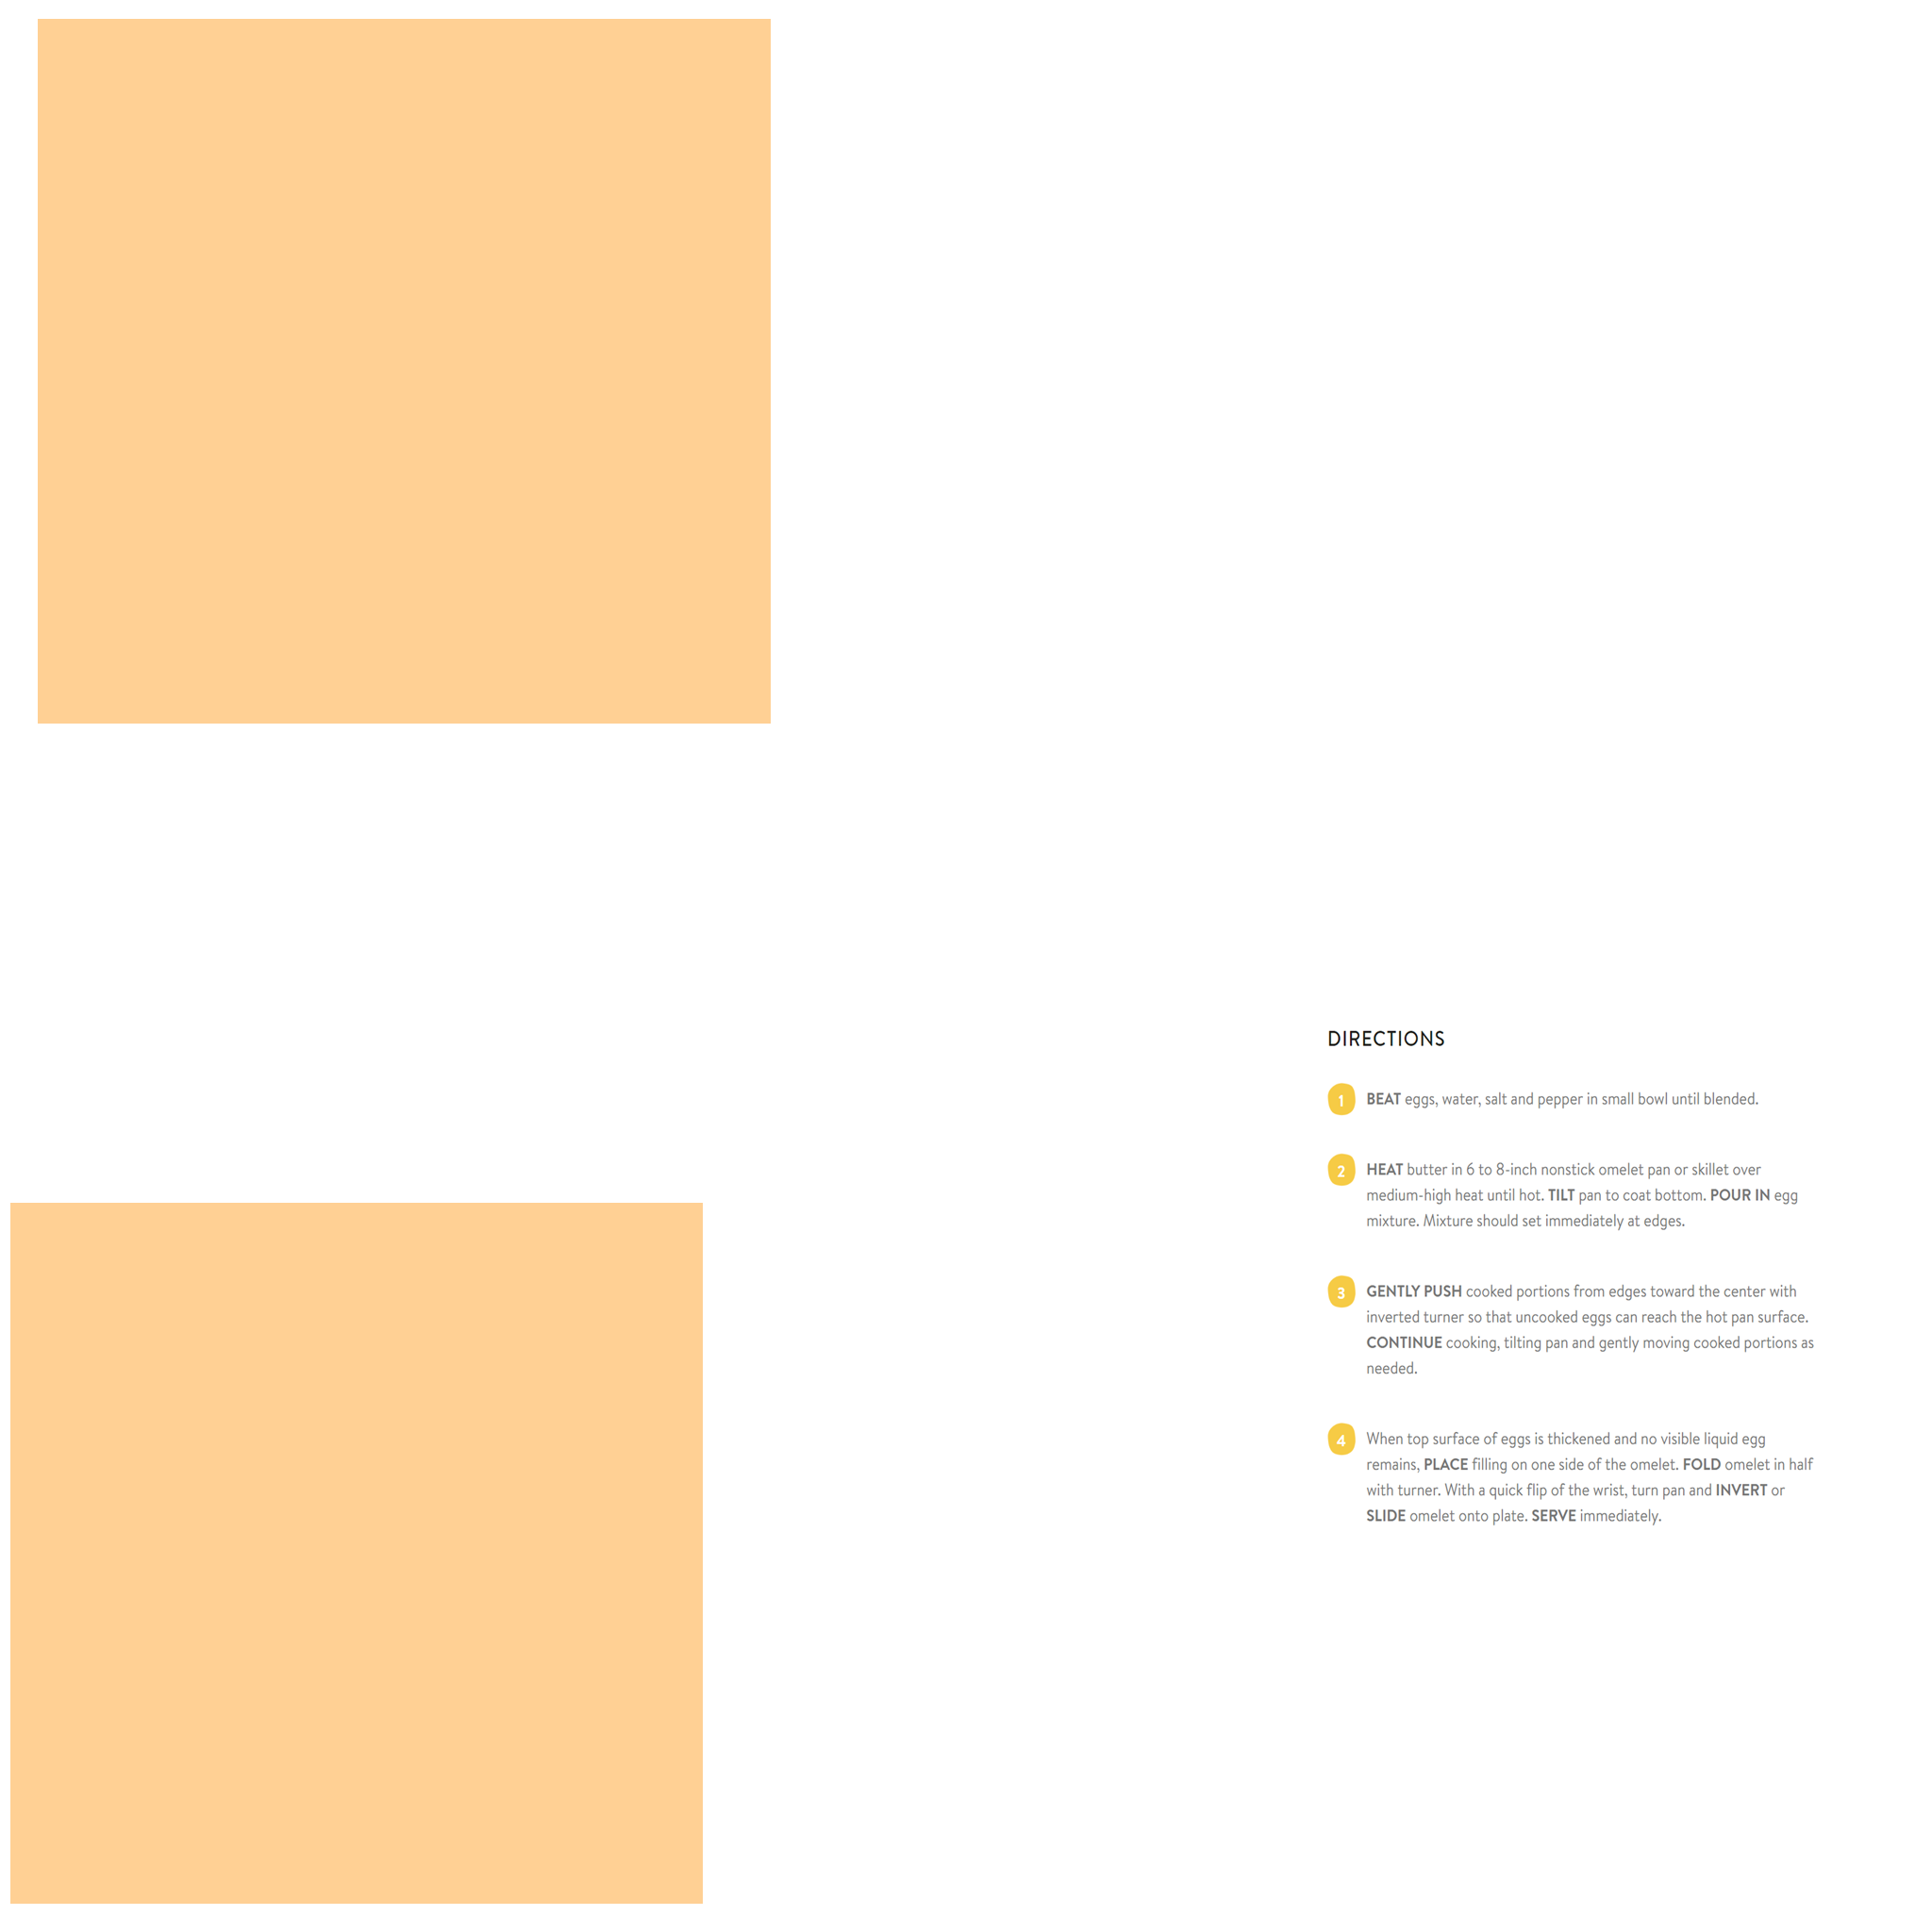 DIRECTIONS
1 BEAT eggs, water, salt and pepper in small bowl until blended.
2 HEAT butter in 6 to 8-inch nonstick omelet pan or skillet over
medium-high heat until hot. TILT pan to coat bottom. POUR IN egg
mixture. Mixture should set immediately at edges.
3 GENTLY PUSH cooked portions from edges toward the center with
inverted turner so that uncooked eggs can reach the hot pan surface.
CONTINUE cooking, tilting pan and gently moving cooked portions as
needed.
4 When top surface of eggs is thickened and no visible liquid egg
remains, PLACE filling on one side of the omelet. FOLD omelet in half
with turner. With a quick flip of the wrist, turn pan and INVERT or
SLIDE omelet onto plate. SERVE immediately.